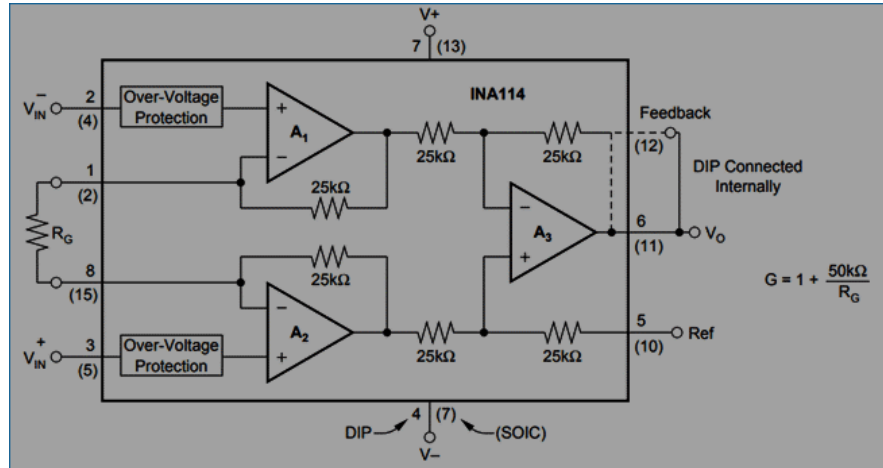 V+
7 (13)
INA114
V⁻IN
2
(4)
Over-Voltage
Protection
+
A1
−
25kΩ
25kΩ
25kΩ
Feedback
(12)
DIP Connected
Internally
1
(2)
RG
8
(15)
25kΩ
−
A3
+
6
(11)
VO
G = 1 + 50kΩ
RG
−
A2
+
V⁺IN
3
(5)
Over-Voltage
Protection
25kΩ
25kΩ
5
(10)
Ref
DIP
4 (7)
(SOIC)
V−